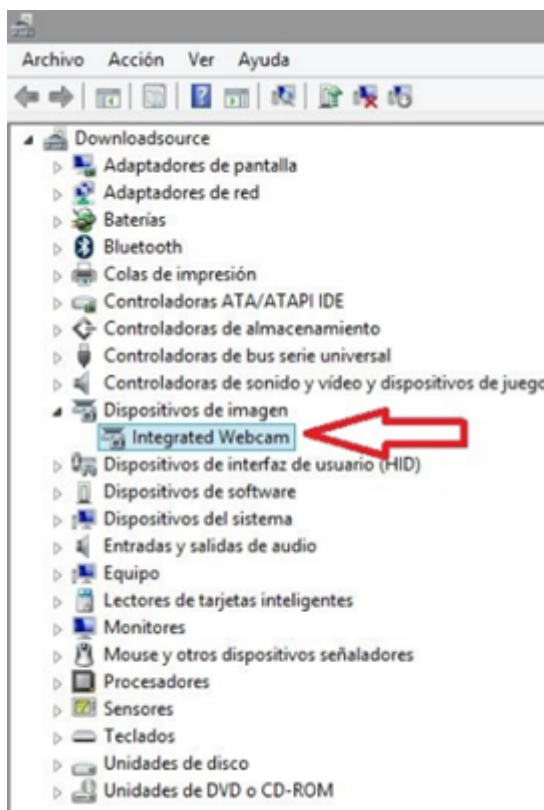 Archivo Acción Ver Ayuda
Downloadsource
Adaptadores de pantalla
Adaptadores de red
Baterías
Bluetooth
Colas de impresión
Controladoras ATA/ATAPI IDE
Controladoras de almacenamiento
Controladoras de bus serie universal
Controladoras de sonido y vídeo y dispositivos de juego
Dispositivos de imagen
Integrated Webcam
Dispositivos de interfaz de usuario (HID)
Dispositivos de software
Dispositivos del sistema
Entradas y salidas de audio
Equipo
Lectores de tarjetas inteligentes
Monitores
Mouse y otros dispositivos señaladores
Procesadores
Sensores
Teclados
Unidades de disco
Unidades de DVD o CD-ROM